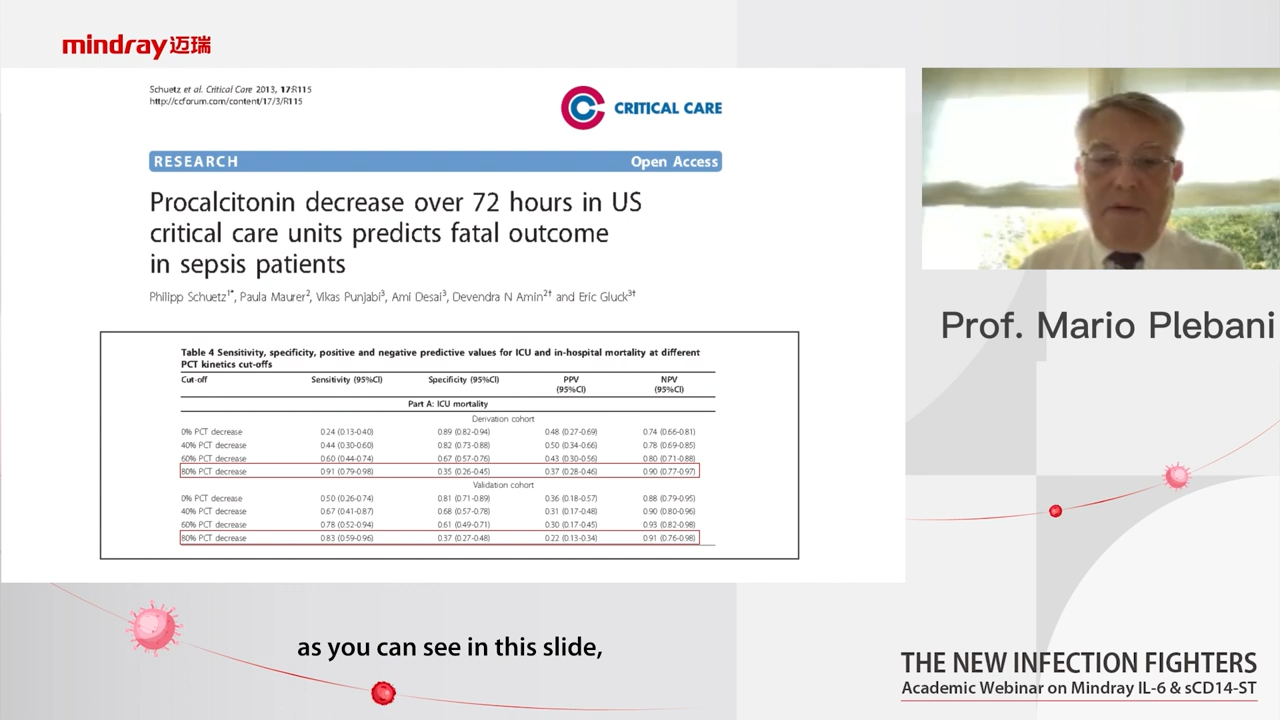 mindray迈瑞
Schuetz et al. Critical Care 2013, 17:R115
http://ccforum.com/content/17/3/R115
CRITICAL CARE
RESEARCH Open Access
Procalcitonin decrease over 72 hours in US
critical care units predicts fatal outcome
in sepsis patients
Philipp Schuetz1*, Paula Maurer2, Vikas Punjabi3, Ami Desai3, Devendra N Amin2† and Eric Gluck3†
Table 4 Sensitivity, specificity, positive and negative predictive values for ICU and in-hospital mortality at different
PCT kinetics cut-offs
Cut-off Sensitivity (95%CI) Specificity (95%CI) PPV (95%CI) NPV (95%CI)
Part A: ICU mortality
Derivation cohort
0% PCT decrease 0.24 (0.13-0.40) 0.89 (0.82-0.94) 0.48 (0.27-0.69) 0.74 (0.66-0.81)
40% PCT decrease 0.44 (0.30-0.60) 0.82 (0.73-0.88) 0.50 (0.34-0.66) 0.78 (0.69-0.85)
60% PCT decrease 0.60 (0.44-0.74) 0.67 (0.57-0.76) 0.43 (0.30-0.56) 0.80 (0.71-0.88)
80% PCT decrease 0.91 (0.79-0.98) 0.35 (0.26-0.45) 0.37 (0.28-0.46) 0.90 (0.77-0.97)
Validation cohort
0% PCT decrease 0.50 (0.26-0.74) 0.81 (0.71-0.89) 0.36 (0.18-0.57) 0.88 (0.79-0.95)
40% PCT decrease 0.67 (0.41-0.87) 0.68 (0.57-0.78) 0.31 (0.17-0.48) 0.90 (0.80-0.96)
60% PCT decrease 0.78 (0.52-0.94) 0.61 (0.49-0.71) 0.30 (0.17-0.45) 0.93 (0.82-0.98)
80% PCT decrease 0.83 (0.59-0.96) 0.37 (0.27-0.48) 0.22 (0.13-0.34) 0.91 (0.76-0.98)
Prof. Mario Plebani
as you can see in this slide,
THE NEW INFECTION FIGHTERS
Academic Webinar on Mindray IL-6 & sCD14-ST